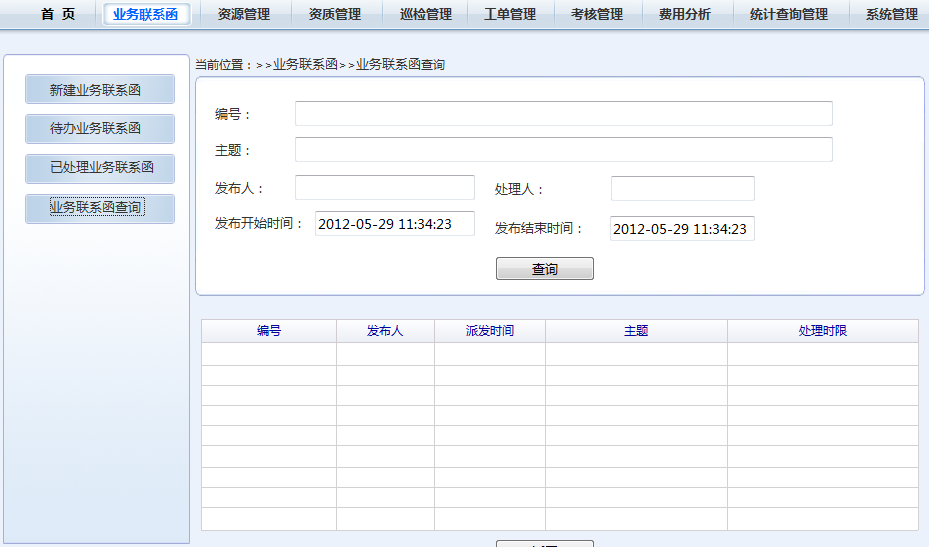 首 页 业务联系函 资源管理 资质管理 巡检管理 工单管理 考核管理 费用分析 统计查询管理 系统管理
当前位置：>>业务联系函>>业务联系函查询
新建业务联系函
待办业务联系函
已处理业务联系函
业务联系函查询
编号：
主题：
发布人： 处理人：
发布开始时间： 2012-05-29 11:34:23 发布结束时间： 2012-05-29 11:34:23
查询
编号 发布人 派发时间 主题 处理时限